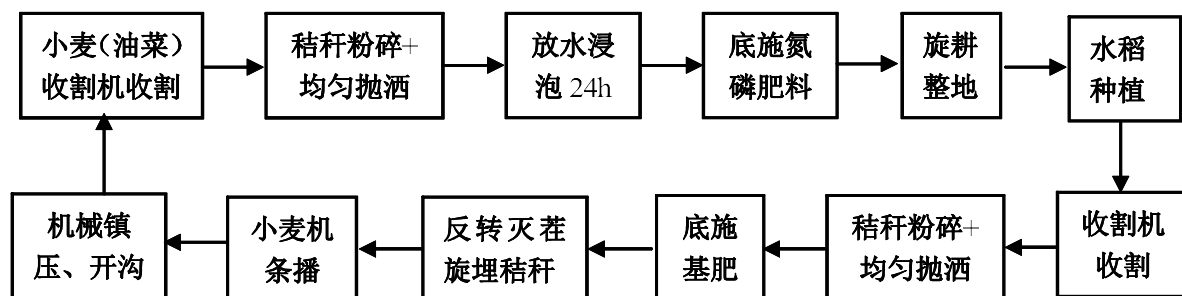 小麦（油菜）
收割机收割
秸秆粉碎+
均匀抛洒
放水浸
泡 24h
底施氮
磷肥料
旋耕
整地
水稻
种植
收割机
收割
秸秆粉碎+
均匀抛洒
底施
基肥
反转灭茬
旋埋秸秆
小麦机
条播
机械镇
压、开沟